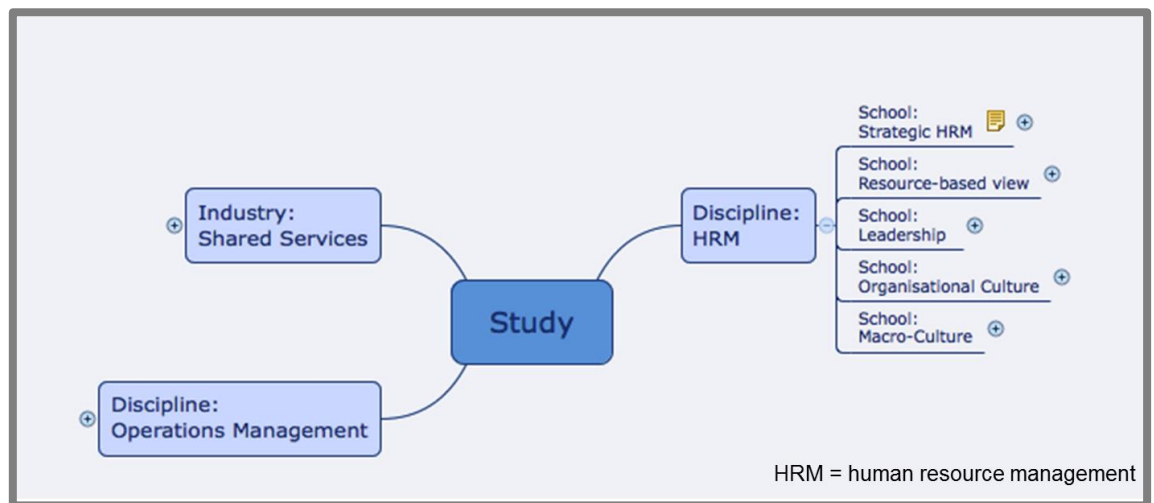 School:
Strategic HRM
School:
Resource-based view
Industry:
Shared Services
Discipline:
HRM
School:
Leadership
School:
Organisational Culture
Study
School:
Macro-Culture
Discipline:
Operations Management
HRM = human resource management